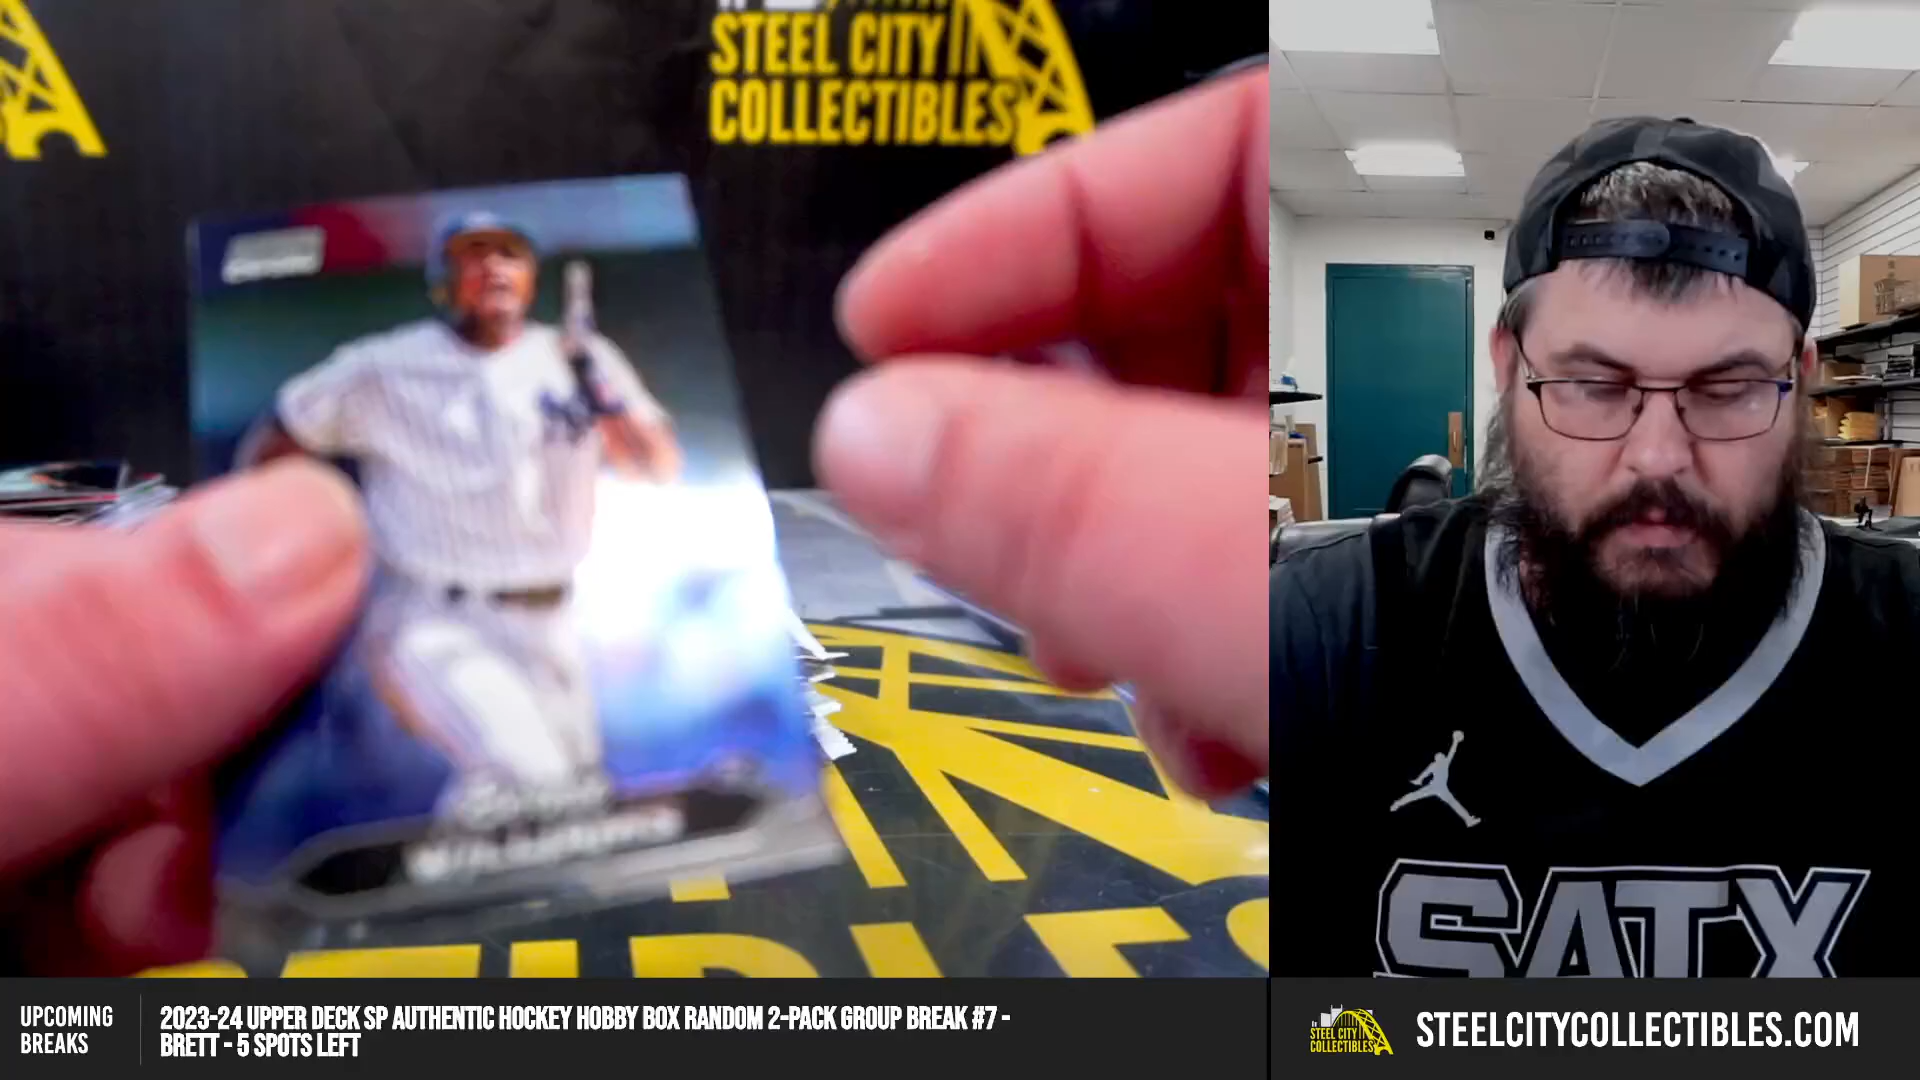 STEEL CITY
COLLECTIBLES
NY
SATX
UPCOMING
BREAKS
2023-24 UPPER DECK SP AUTHENTIC HOCKEY HOBBY BOX RANDOM 2-PACK GROUP BREAK #7 -
BRETT - 5 SPOTS LEFT
STEEL CITY
COLLECTIBLES
STEELCITYCOLLECTIBLES.COM